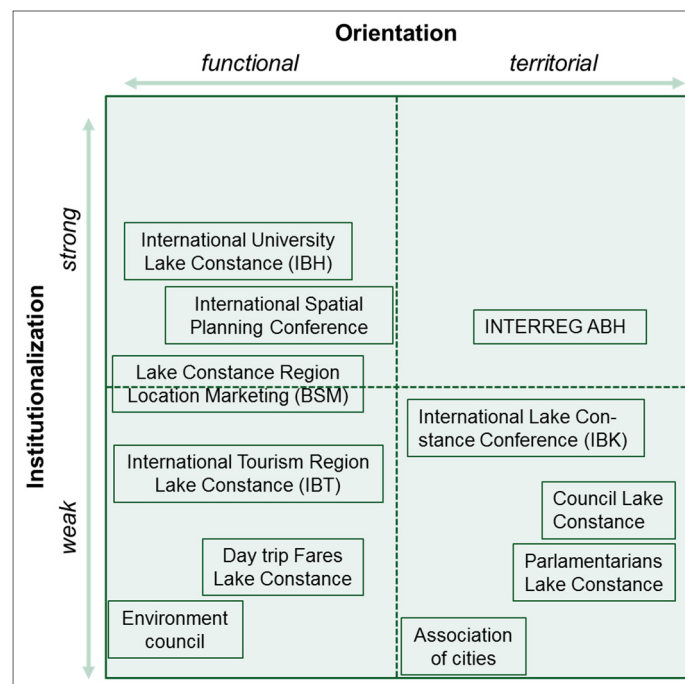 Orientation
functional
territorial
Institutionalization
strong
weak
International University
Lake Constance (IBH)
International Spatial
Planning Conference
INTERREG ABH
Lake Constance Region
Location Marketing (BSM)
International Lake Con-
stance Conference (IBK)
International Tourism Region
Lake Constance (IBT)
Council Lake
Constance
Day trip Fares
Lake Constance
Parlamentarians
Lake Constance
Environment
council
Association
of cities